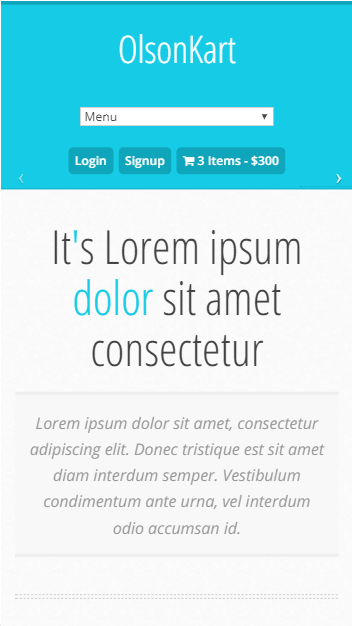 OlsonKart
Menu
Login Signup 3 Items - $300
It's Lorem ipsum
dolor sit amet
consectetur
Lorem ipsum dolor sit amet, consectetur
adipiscing elit. Donec tristique est sit amet
diam interdum semper. Vestibulum
condimentum ante urna, vel interdum
odio accumsan id.